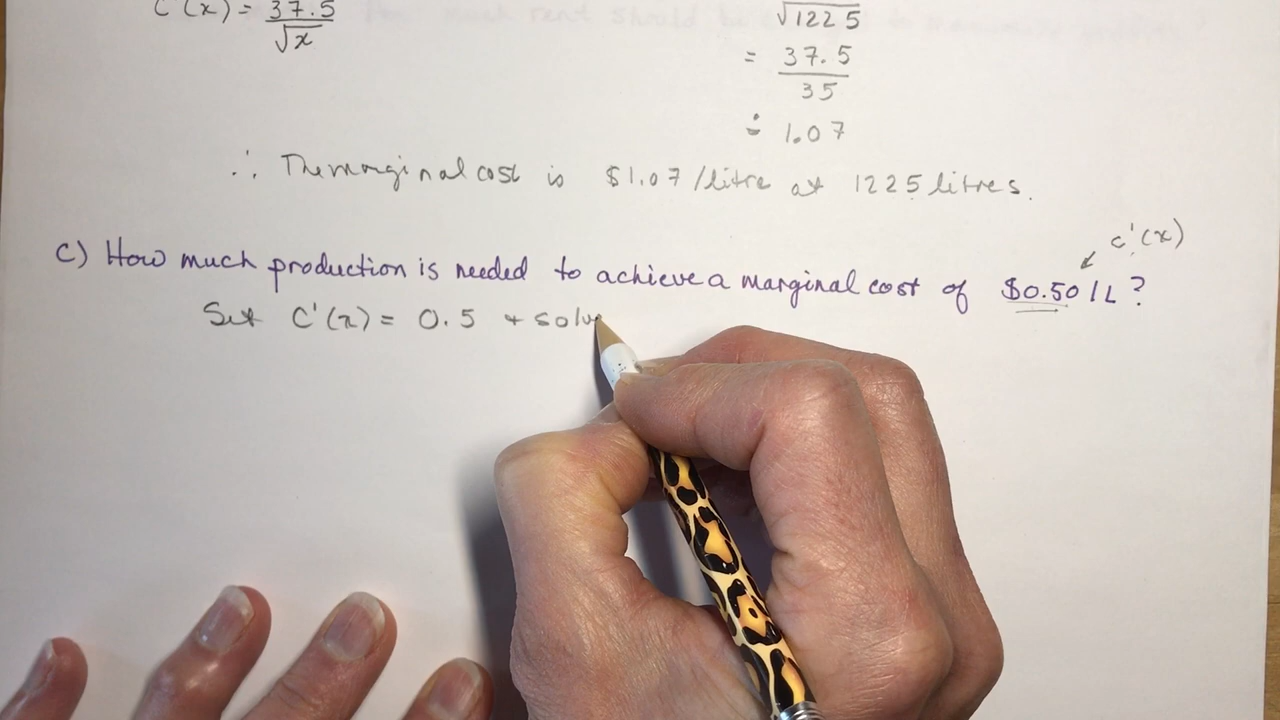 C'(x) = 37.5
√x
√1225
= 37.5
35
≐ 1.07
∴ The marginal cost is $1.07/litre at 1225 litres.
c'(x)
c) How much production is needed to achieve a marginal cost of $0.50/L?
Set C'(x) = 0.5 + solv